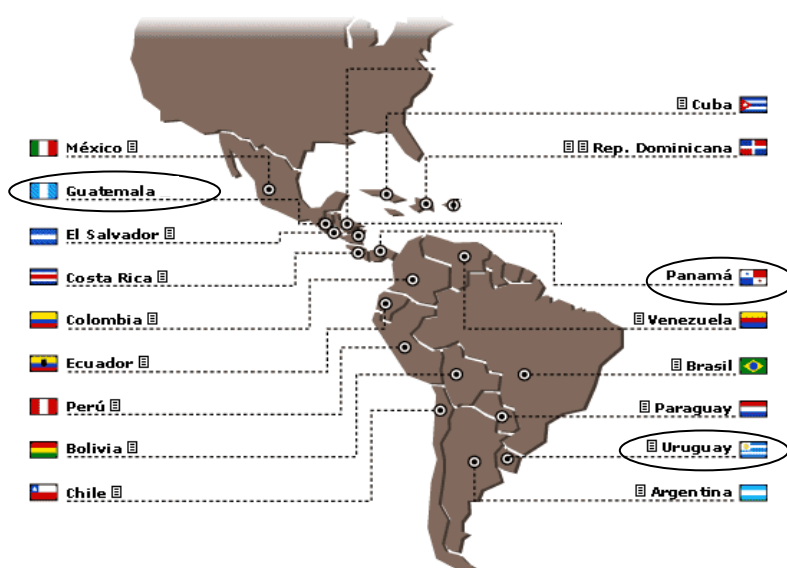 México
Guatemala
El Salvador
Costa Rica
Colombia
Ecuador
Perú
Bolivia
Chile
Cuba
Rep. Dominicana
Panamá
Venezuela
Brasil
Paraguay
Uruguay
Argentina